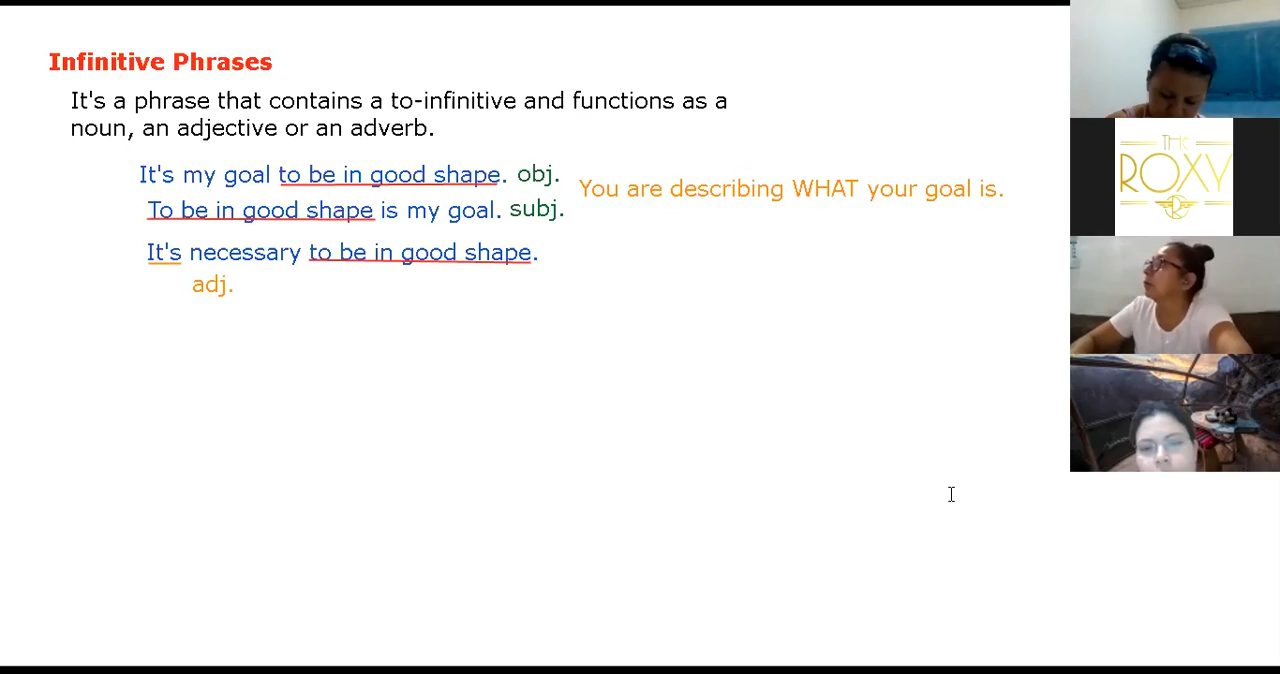 Infinitive Phrases
It's a phrase that contains a to-infinitive and functions as a
noun, an adjective or an adverb.
It's my goal to be in good shape. obj.
You are describing WHAT your goal is.
To be in good shape is my goal. subj.
It's necessary to be in good shape.
adj.
THE
ROXY
R